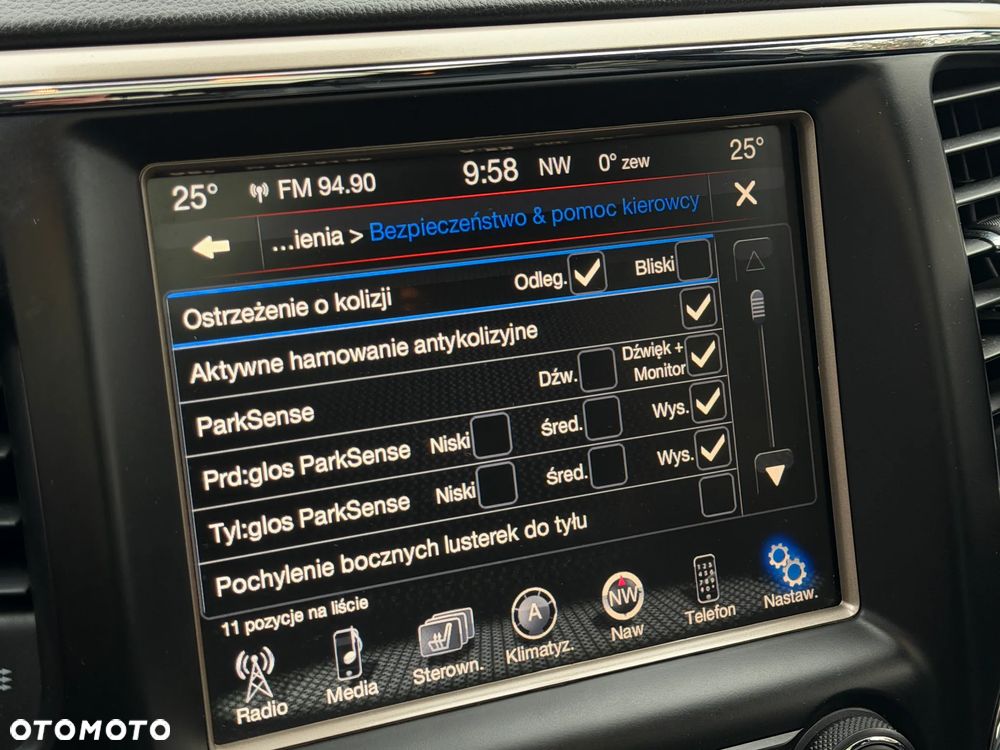 25° FM 94.90 9:58 NW 0° zew 25°
...ienia > Bezpieczeństwo & pomoc kierowcy
Ostrzeżenie o kolizji Odleg. Bliski
Aktywne hamowanie antykolizyjne
ParkSense Dźw. Dźwięk +
Monitor
Prd:glos ParkSense Niski śred. Wys.
Tyl:glos ParkSense Niski śred. Wys.
Pochylenie bocznych lusterek do tyłu
11 pozycje na liście
A
NW
Radio Media Sterown. Klimatyz. Naw Telefon Nastaw.
OTOMOTO